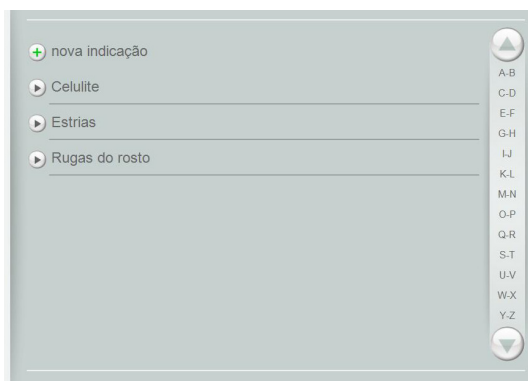 nova indicação
Celulite
Estrias
Rugas do rosto
A-B
C-D
E-F
G-H
I-J
K-L
M-N
O-P
Q-R
S-T
U-V
W-X
Y-Z